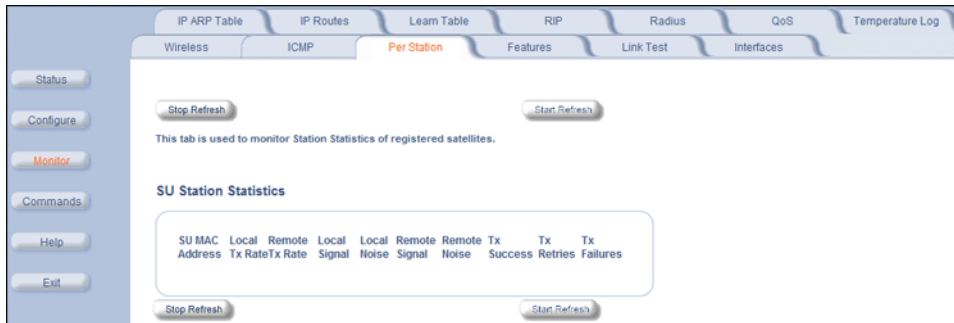 IP ARP Table IP Routes Learn Table RIP Radius QoS Temperature Log
Wireless ICMP Per Station Features Link Test Interfaces
Status
Configure
Monitor
Commands
Help
Exit
Stop Refresh Start Refresh
This tab is used to monitor Station Statistics of registered satellites.
SU Station Statistics
SU MAC Local Remote Local Local Remote Remote Tx Tx Tx
Address Tx Rate Tx Rate Signal Noise Signal Noise Success Retries Failures
Stop Refresh Start Refresh